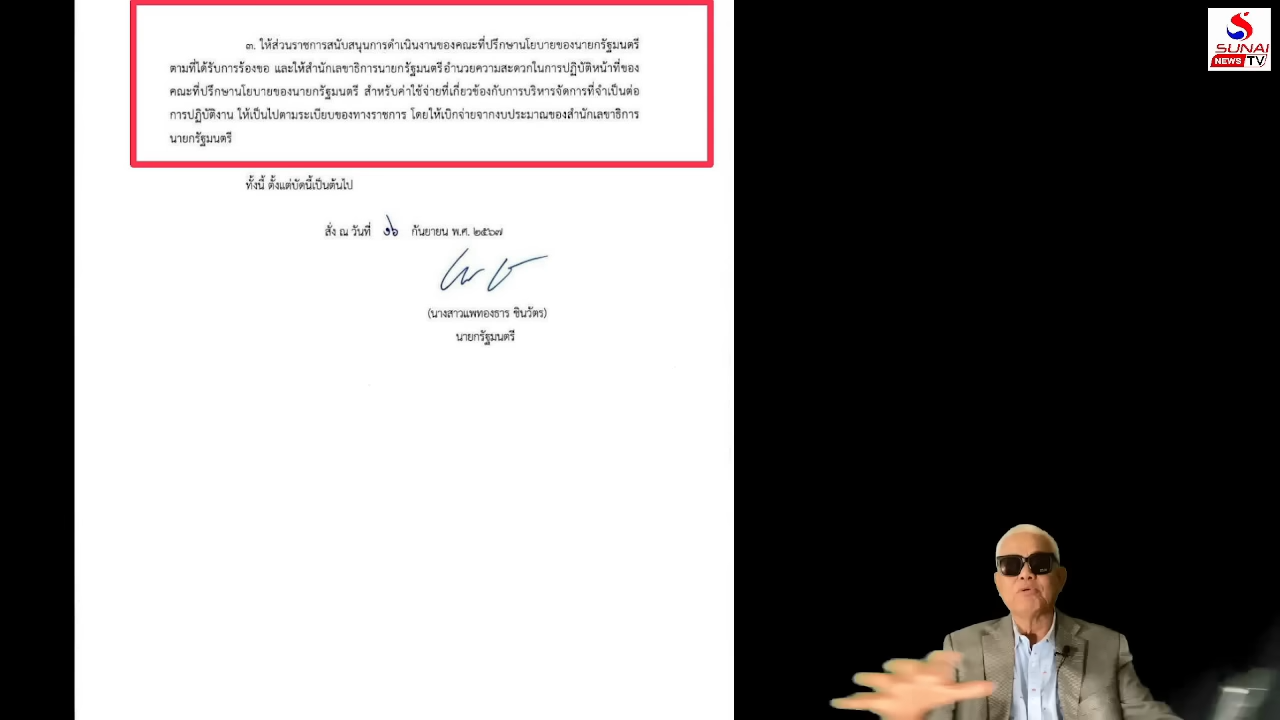 ๓. ให้ส่วนราชการสนับสนุนการดำเนินงานของคณะที่ปรึกษานโยบายของนายกรัฐมนตรี
ตามที่ได้รับการร้องขอ และให้สำนักเลขาธิการนายกรัฐมนตรีอำนวยความสะดวกในการปฏิบัติหน้าที่ของ
คณะที่ปรึกษานโยบายของนายกรัฐมนตรี สำหรับค่าใช้จ่ายที่เกี่ยวข้องกับการบริหารจัดการที่จำเป็นต่อ
การปฏิบัติงาน ให้เป็นไปตามระเบียบของทางราชการ โดยให้เบิกจ่ายจากงบประมาณของสำนักเลขาธิการ
นายกรัฐมนตรี
ทั้งนี้ ตั้งแต่บัดนี้เป็นต้นไป
สั่ง ณ วันที่ ๑๖ กันยายน พ.ศ. ๒๕๖๗
(นางสาวแพทองธาร ชินวัตร)
นายกรัฐมนตรี
SUNAI
NEWS TV